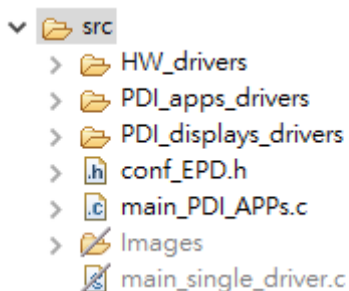 src
HW_drivers
PDI_apps_drivers
PDI_displays_drivers
.h conf_EPD.h
.c main_PDI_APPs.c
Images
main_single_driver.c